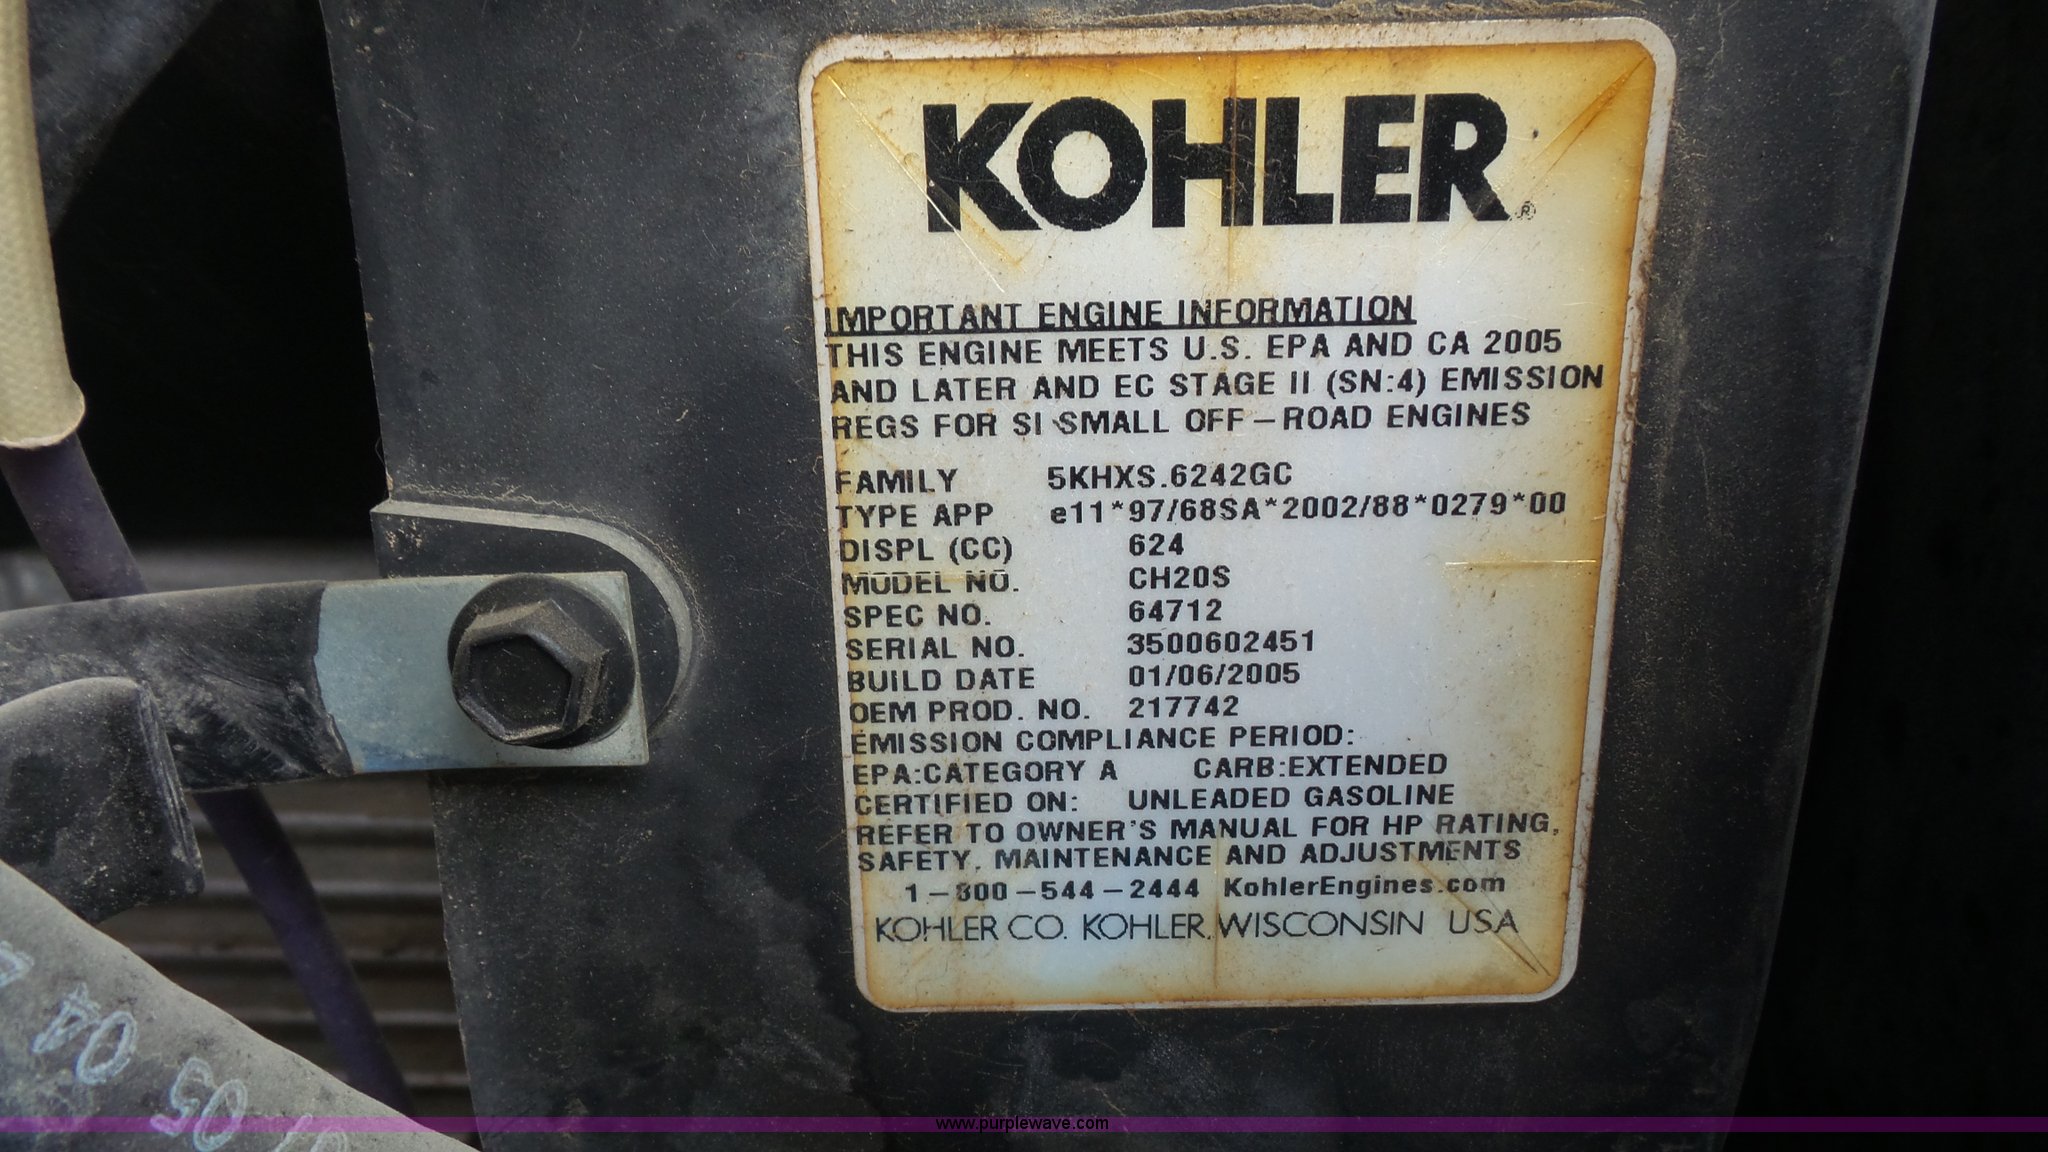 KOHLER®
IMPORTANT ENGINE INFORMATION
THIS ENGINE MEETS U.S. EPA AND CA 2005
AND LATER AND EC STAGE II (SN:4) EMISSION
REGS FOR SI SMALL OFF-ROAD ENGINES
FAMILY 5KHXS.6242GC
TYPE APP e11*97/68SA*2002/88*0279*00
DISPL (CC) 624
MODEL NO. CH20S
SPEC NO. 64712
SERIAL NO. 3500602451
BUILD DATE 01/06/2005
OEM PROD. NO. 217742
EMISSION COMPLIANCE PERIOD:
EPA:CATEGORY A CARB:EXTENDED
CERTIFIED ON: UNLEADED GASOLINE
REFER TO OWNER'S MANUAL FOR HP RATING,
SAFETY, MAINTENANCE AND ADJUSTMENTS
1-800-544-2444 KohlerEngines.com
KOHLER CO. KOHLER, WISCONSIN USA
04 05
www.purplewave.com